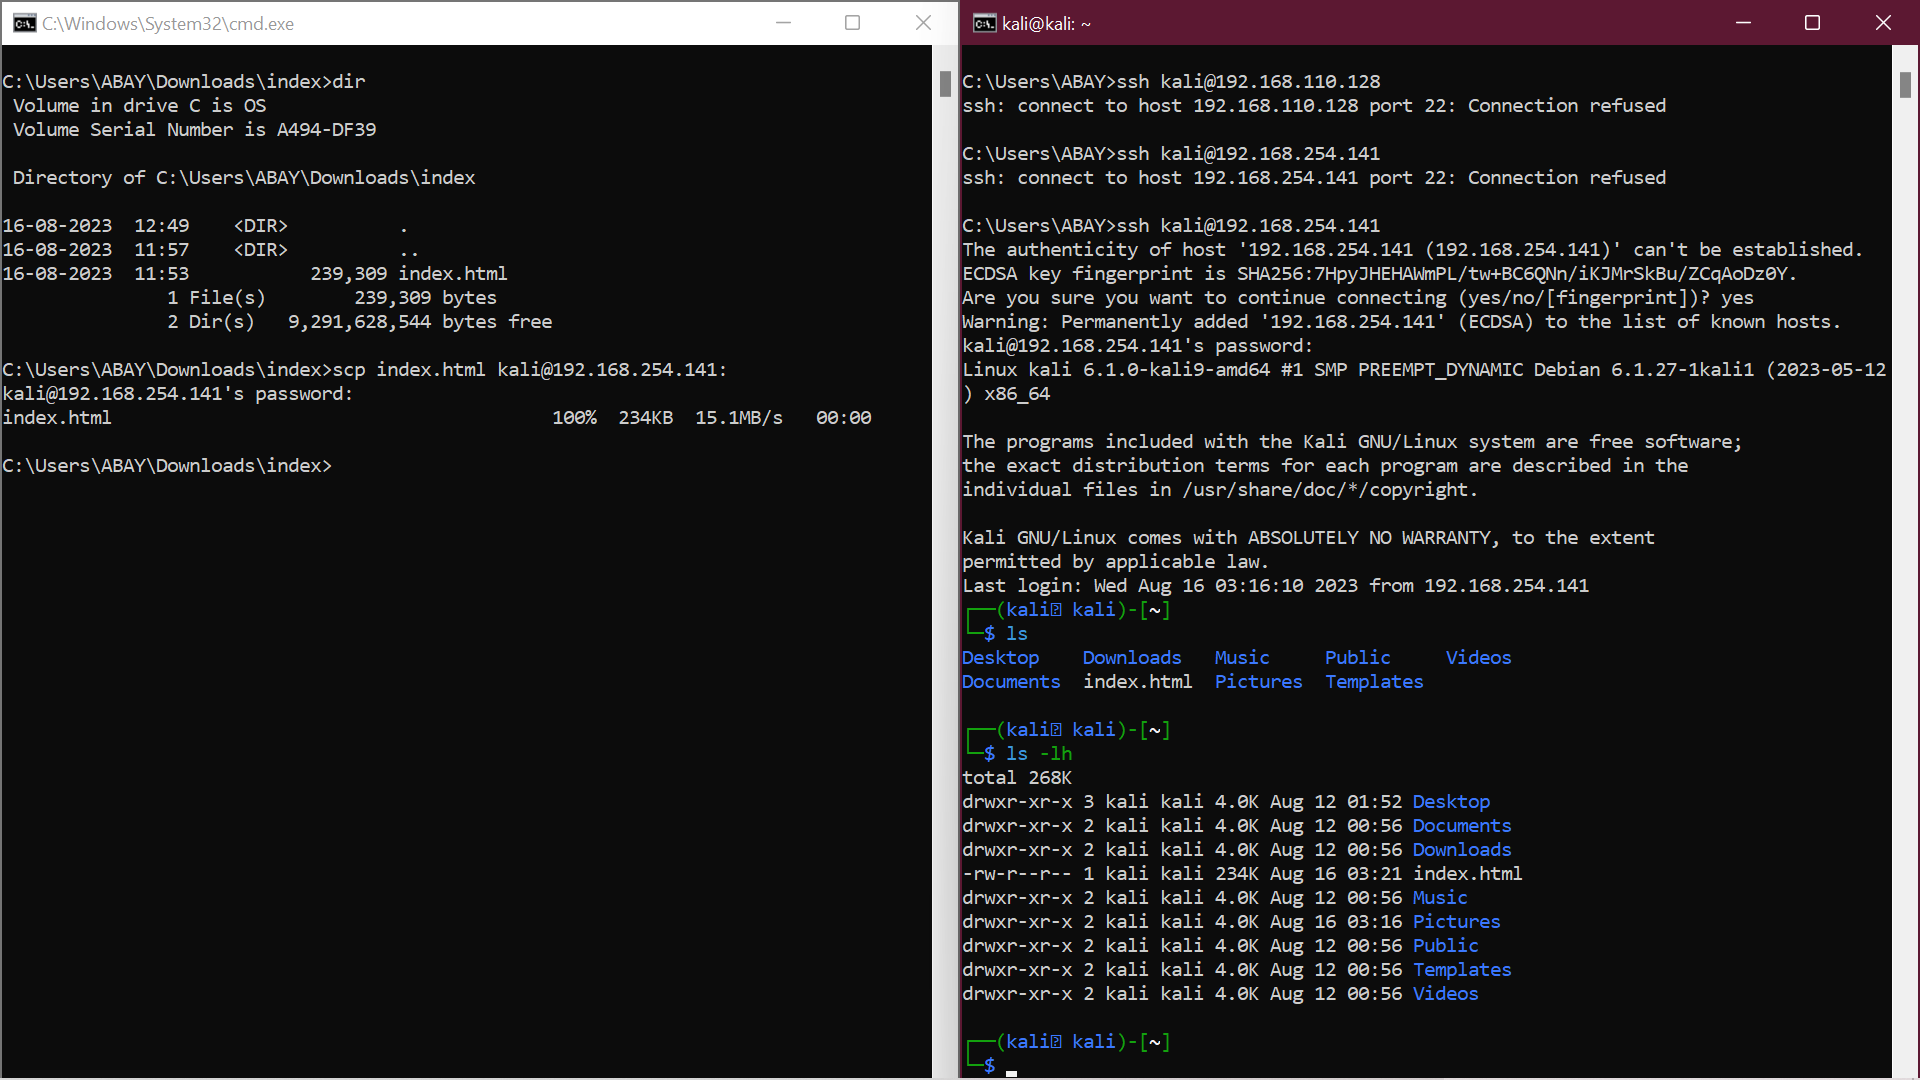 C:\Windows\System32\cmd.exe
C:\Users\ABAY\Downloads\index>dir
 Volume in drive C is OS
 Volume Serial Number is A494-DF39
 Directory of C:\Users\ABAY\Downloads\index
16-08-2023  12:49    <DIR>          .
16-08-2023  11:57    <DIR>          ..
16-08-2023  11:53           239,309 index.html
               1 File(s)        239,309 bytes
               2 Dir(s)   9,291,628,544 bytes free
C:\Users\ABAY\Downloads\index>scp index.html kali@192.168.254.141:
kali@192.168.254.141's password:
index.html                                        100%  234KB  15.1MB/s   00:00
C:\Users\ABAY\Downloads\index>
kali@kali: ~
C:\Users\ABAY>ssh kali@192.168.110.128
ssh: connect to host 192.168.110.128 port 22: Connection refused
C:\Users\ABAY>ssh kali@192.168.254.141
ssh: connect to host 192.168.254.141 port 22: Connection refused
C:\Users\ABAY>ssh kali@192.168.254.141
The authenticity of host '192.168.254.141 (192.168.254.141)' can't be established.
ECDSA key fingerprint is SHA256:7HpyJHEHAWmPL/tw+BC6QNn/iKJMrSkBu/ZCqAoDz0Y.
Are you sure you want to continue connecting (yes/no/[fingerprint])? yes
Warning: Permanently added '192.168.254.141' (ECDSA) to the list of known hosts.
kali@192.168.254.141's password:
Linux kali 6.1.0-kali9-amd64 #1 SMP PREEMPT_DYNAMIC Debian 6.1.27-1kali1 (2023-05-12
) x86_64
The programs included with the Kali GNU/Linux system are free software;
the exact distribution terms for each program are described in the
individual files in /usr/share/doc/*/copyright.
Kali GNU/Linux comes with ABSOLUTELY NO WARRANTY, to the extent
permitted by applicable law.
Last login: Wed Aug 16 03:16:10 2023 from 192.168.254.141
┌──(kali⍰ kali)-[~]
└─$ ls
Desktop    Downloads   Music     Public     Videos
Documents  index.html  Pictures  Templates
┌──(kali⍰ kali)-[~]
└─$ ls -lh
total 268K
drwxr-xr-x 3 kali kali 4.0K Aug 12 01:52 Desktop
drwxr-xr-x 2 kali kali 4.0K Aug 12 00:56 Documents
drwxr-xr-x 2 kali kali 4.0K Aug 12 00:56 Downloads
-rw-r--r-- 1 kali kali 234K Aug 16 03:21 index.html
drwxr-xr-x 2 kali kali 4.0K Aug 12 00:56 Music
drwxr-xr-x 2 kali kali 4.0K Aug 16 03:16 Pictures
drwxr-xr-x 2 kali kali 4.0K Aug 12 00:56 Public
drwxr-xr-x 2 kali kali 4.0K Aug 12 00:56 Templates
drwxr-xr-x 2 kali kali 4.0K Aug 12 00:56 Videos
┌──(kali⍰ kali)-[~]
└─$